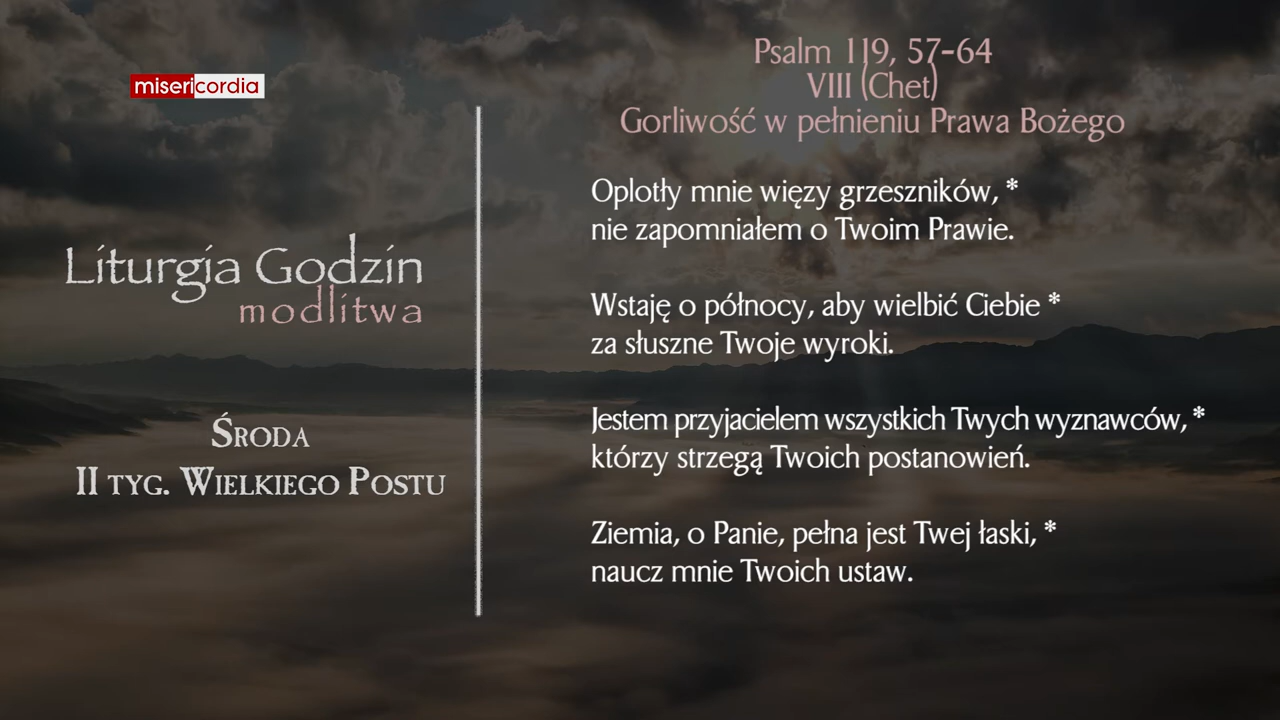 misericordia
Liturgia Godzin
modlitwa
Środa
II tyg. Wielkiego Postu
Psalm 119, 57-64
VIII (Chet)
Gorliwość w pełnieniu Prawa Bożego
Oplotły mnie więzy grzeszników, *
nie zapomniałem o Twoim Prawie.
Wstaję o północy, aby wielbić Ciebie *
za słuszne Twoje wyroki.
Jestem przyjacielem wszystkich Twych wyznawców, *
którzy strzegą Twoich postanowień.
Ziemia, o Panie, pełna jest Twej łaski, *
naucz mnie Twoich ustaw.